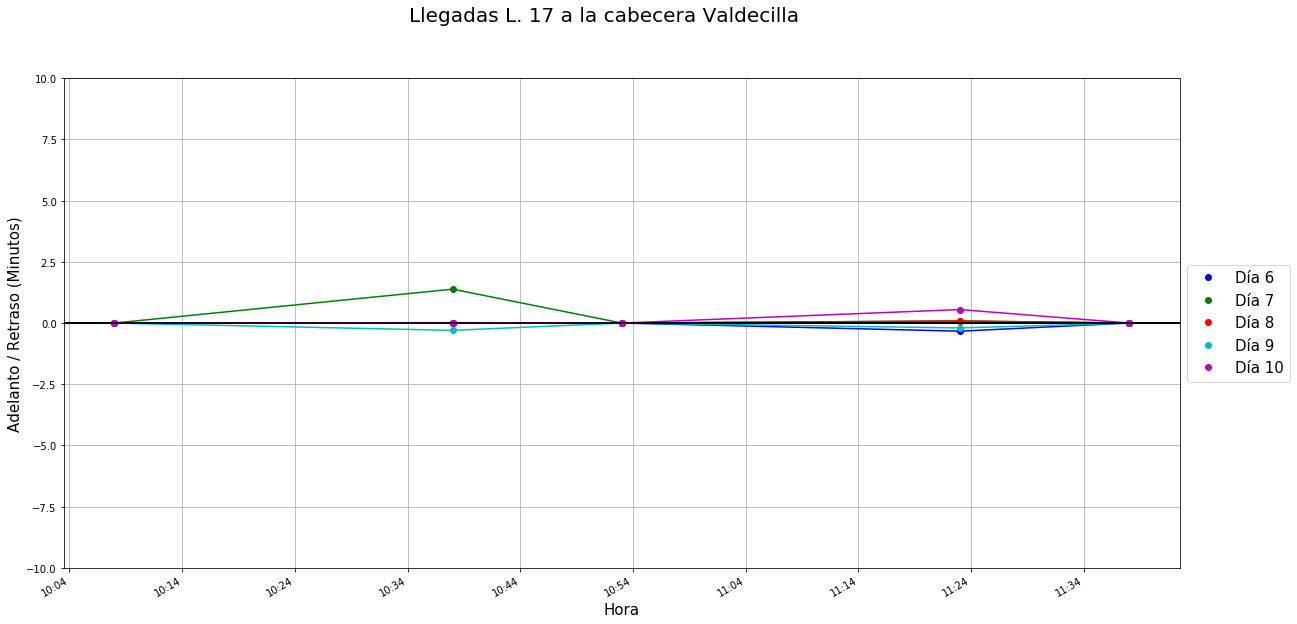 Llegadas L. 17 a la cabecera Valdecilla
Adelanto / Retraso (Minutos)
10.0
7.5
5.0
2.5
0.0
−2.5
−5.0
−7.5
−10.0
10:04
10:14
10:24
10:34
10:44
10:54
11:04
11:14
11:24
11:34
Hora
Día 6
Día 7
Día 8
Día 9
Día 10